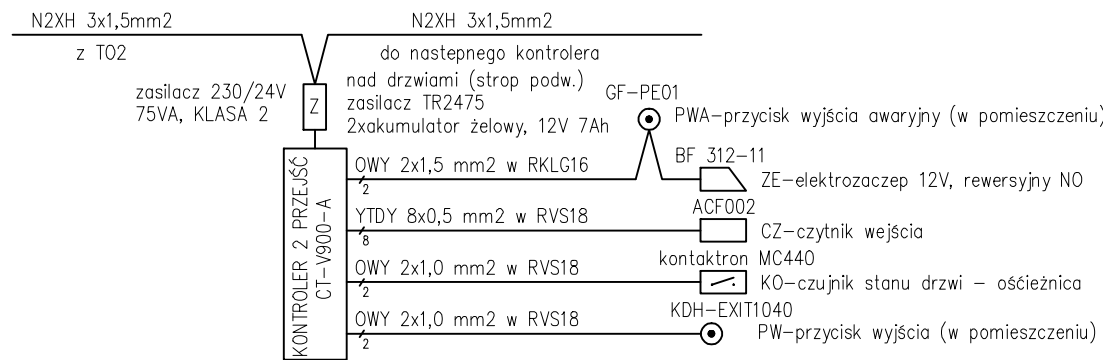 N2XH 3x1,5mm2
N2XH 3x1,5mm2
z TO2
do nastepnego kontrolera
zasilacz 230/24V
75VA, KLASA 2
Z
nad drzwiami (strop podw.)
zasilacz TR2475
2xakumulator żelowy, 12V 7Ah
GF-PE01
PWA-przycisk wyjścia awaryjny (w pomieszczeniu)
KONTROLER 2 PRZEJŚĆ
CT-V900-A
OWY 2x1,5 mm2 w RKLG16
2
BF 312-11
ZE-elektrozaczep 12V, rewersyjny NO
YTDY 8x0,5 mm2 w RVS18
8
ACF002
CZ-czytnik wejścia
OWY 2x1,0 mm2 w RVS18
2
kontaktron MC440
KO-czujnik stanu drzwi - ośćieżnica
OWY 2x1,0 mm2 w RVS18
2
KDH-EXIT1040
PW-przycisk wyjścia (w pomieszczeniu)